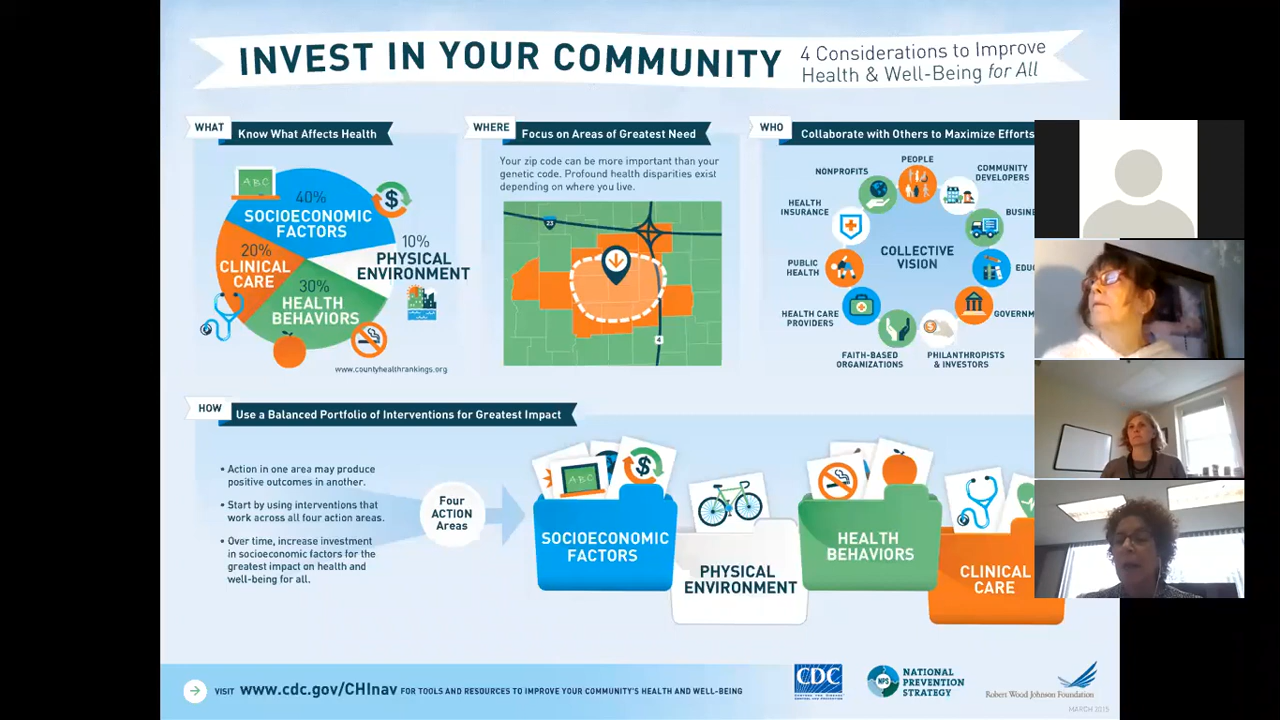 INVEST IN YOUR COMMUNITY
4 Considerations to Improve
Health & Well-Being for All
WHAT
Know What Affects Health
ABC
40%
SOCIOECONOMIC
FACTORS
10%
PHYSICAL
ENVIRONMENT
20%
CLINICAL
CARE
30%
HEALTH
BEHAVIORS
www.countyhealthrankings.org
WHERE
Focus on Areas of Greatest Need
Your zip code can be more important than your
genetic code. Profound health disparities exist
depending on where you live.
23
4
WHO
Collaborate with Others to Maximize Efforts
PEOPLE
NONPROFITS
COMMUNITY
DEVELOPERS
HEALTH
INSURANCE
BUSINE
COLLECTIVE
VISION
PUBLIC
HEALTH
EDUC
HEALTH CARE
PROVIDERS
GOVERNM
FAITH-BASED
ORGANIZATIONS
PHILANTHROPISTS
& INVESTORS
HOW
Use a Balanced Portfolio of Interventions for Greatest Impact
• Action in one area may produce
positive outcomes in another.
• Start by using interventions that
work across all four action areas.
• Over time, increase investment
in socioeconomic factors for the
greatest impact on health and
well-being for all.
Four
ACTION
Areas
ABC
SOCIOECONOMIC
FACTORS
PHYSICAL
ENVIRONMENT
HEALTH
BEHAVIORS
CLINICAL
CARE
VISIT www.cdc.gov/CHInav FOR TOOLS AND RESOURCES TO IMPROVE YOUR COMMUNITY'S HEALTH AND WELL-BEING
CDC
NPS
NATIONAL
PREVENTION
STRATEGY
Robert Wood Johnson Foundation
MARCH 2015